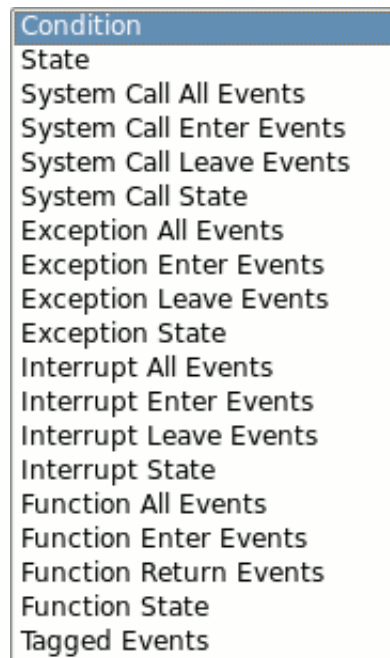 Condition
State
System Call All Events
System Call Enter Events
System Call Leave Events
System Call State
Exception All Events
Exception Enter Events
Exception Leave Events
Exception State
Interrupt All Events
Interrupt Enter Events
Interrupt Leave Events
Interrupt State
Function All Events
Function Enter Events
Function Return Events
Function State
Tagged Events